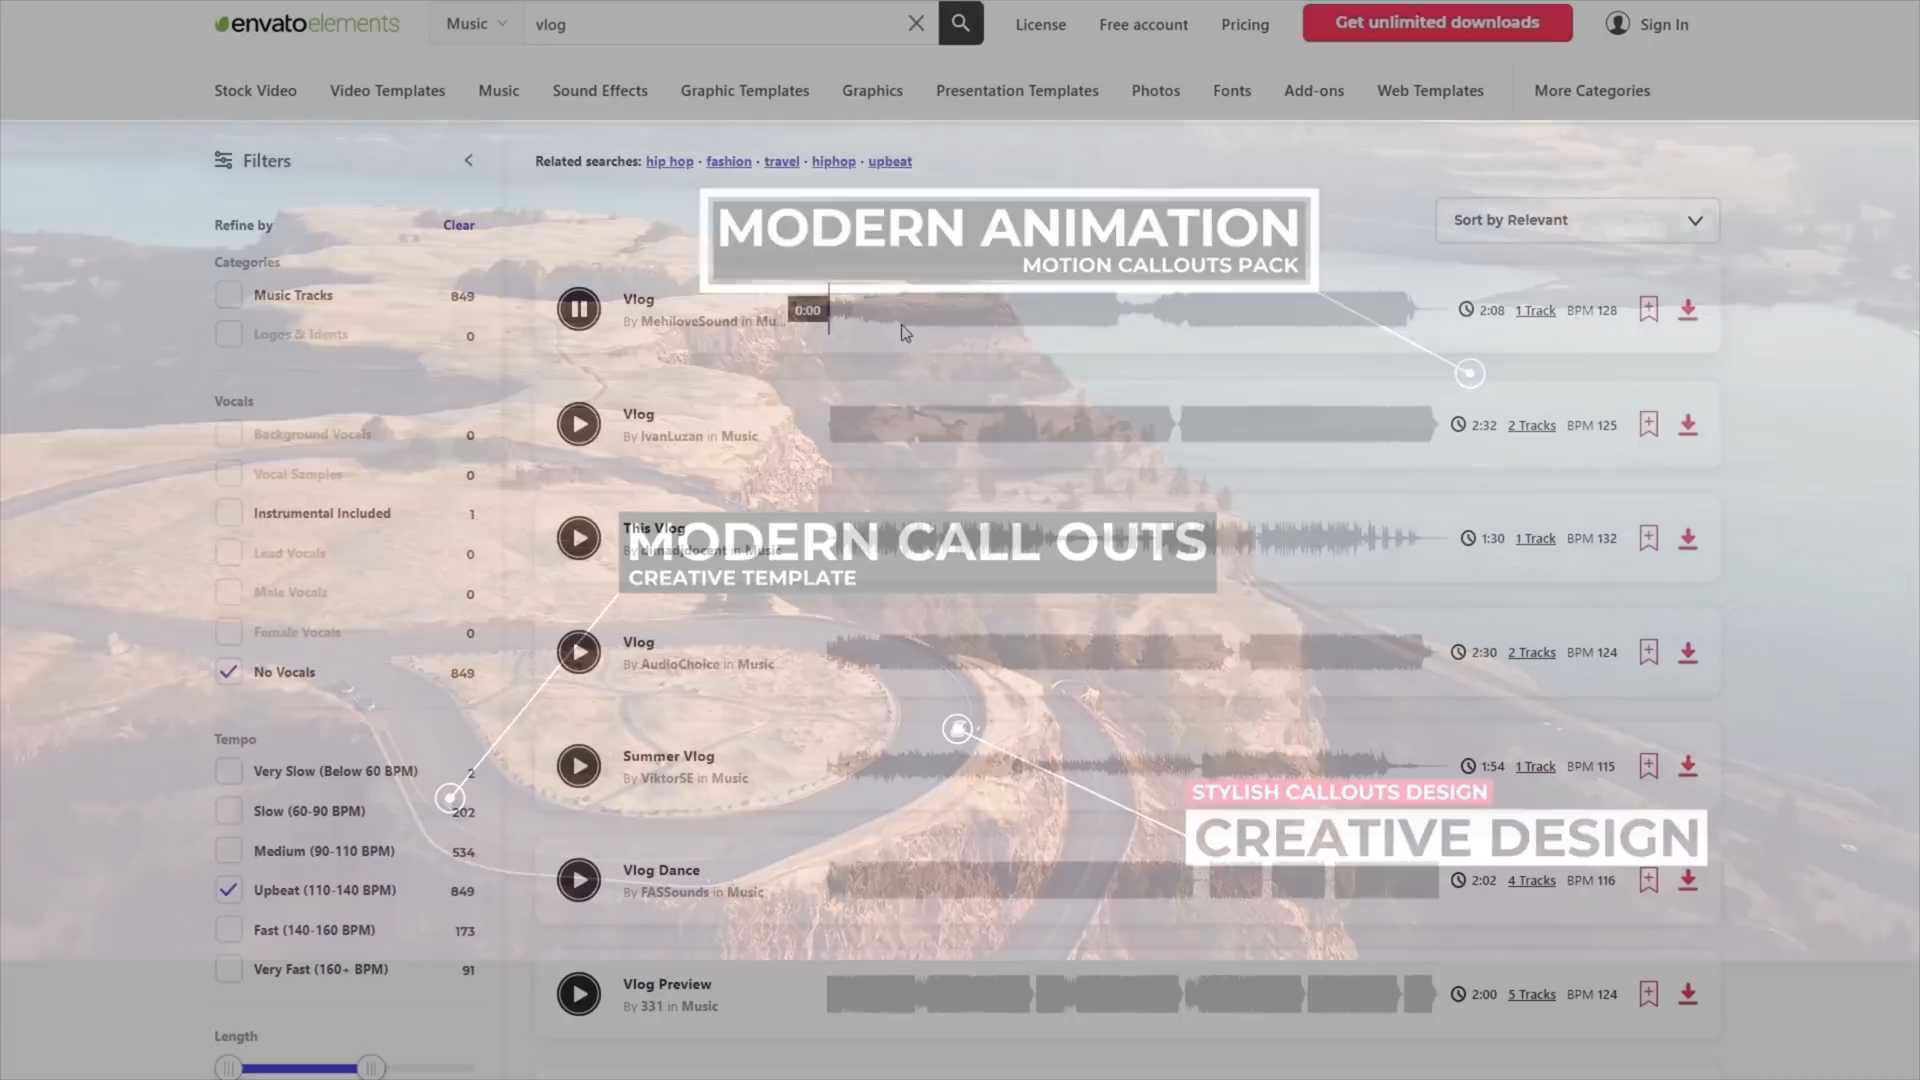 envatoelements
Music
vlog
License
Free account
Pricing
Get unlimited downloads
Sign In
Stock Video
Video Templates
Music
Sound Effects
Graphic Templates
Graphics
Presentation Templates
Photos
Fonts
Add-ons
Web Templates
More Categories
Filters
Related searches: hip hop · fashion · travel · hiphop · upbeat
Refine by
Clear
Categories
Music Tracks 849
Logos & Idents 0
Vocals
Background Vocals 0
Vocal Samples 0
Instrumental Included 1
Lead Vocals 0
Male Vocals 0
Female Vocals 0
No Vocals 849
Tempo
Very Slow (Below 60 BPM) 2
Slow (60-90 BPM) 202
Medium (90-110 BPM) 534
Upbeat (110-140 BPM) 849
Fast (140-160 BPM) 173
Very Fast (160+ BPM) 91
Length
MODERN ANIMATION
MOTION CALLOUTS PACK
Sort by Relevant
Vlog
By MehiloveSound in Mu...
0:00
2:08 1 Track BPM 128
Vlog
By IvanLuzan in Music
2:32 2 Tracks BPM 125
This Vlog
By dimadjdocent in Music
1:30 1 Track BPM 132
MODERN CALL OUTS
CREATIVE TEMPLATE
Vlog
By AudioChoice in Music
2:30 2 Tracks BPM 124
Summer Vlog
By ViktorSE in Music
1:54 1 Track BPM 115
STYLISH CALLOUTS DESIGN
CREATIVE DESIGN
Vlog Dance
By FASSounds in Music
2:02 4 Tracks BPM 116
Vlog Preview
By 331 in Music
2:00 5 Tracks BPM 124